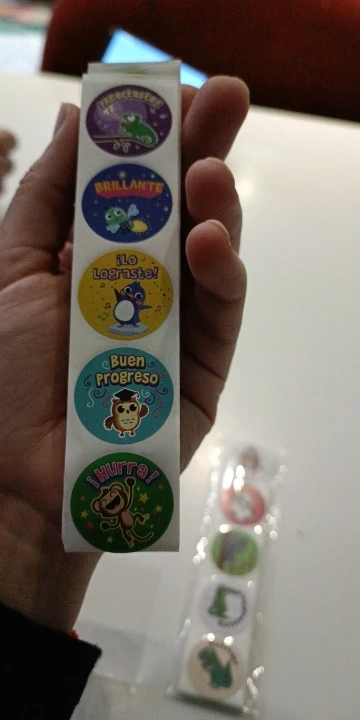 BRILLANTE
¡Lo
Lograste!
Buen
Progreso
¡Hurra!